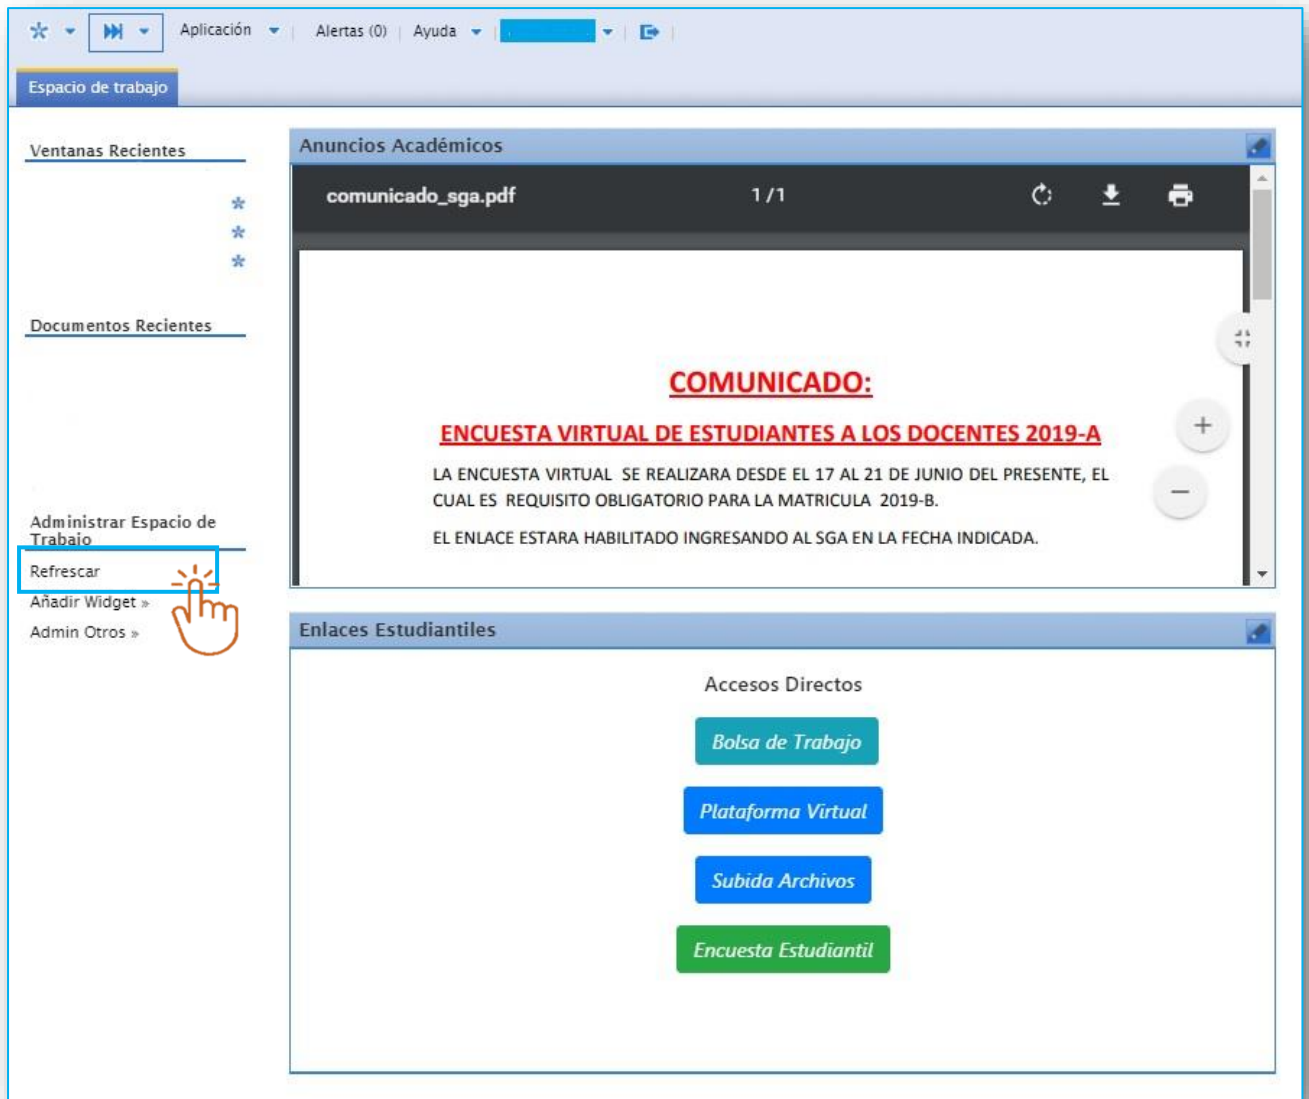 Aplicación
Alertas (0)
Ayuda
Espacio de trabajo
Ventanas Recientes
Documentos Recientes
Administrar Espacio de
Trabajo
Refrescar
Añadir Widget »
Admin Otros »
Anuncios Académicos
comunicado_sga.pdf
1/1
COMUNICADO:
ENCUESTA VIRTUAL DE ESTUDIANTES A LOS DOCENTES 2019-A
LA ENCUESTA VIRTUAL SE REALIZARA DESDE EL 17 AL 21 DE JUNIO DEL PRESENTE, EL
CUAL ES REQUISITO OBLIGATORIO PARA LA MATRICULA 2019-B.
EL ENLACE ESTARA HABILITADO INGRESANDO AL SGA EN LA FECHA INDICADA.
Enlaces Estudiantiles
Accesos Directos
Bolsa de Trabajo
Plataforma Virtual
Subida Archivos
Encuesta Estudiantil